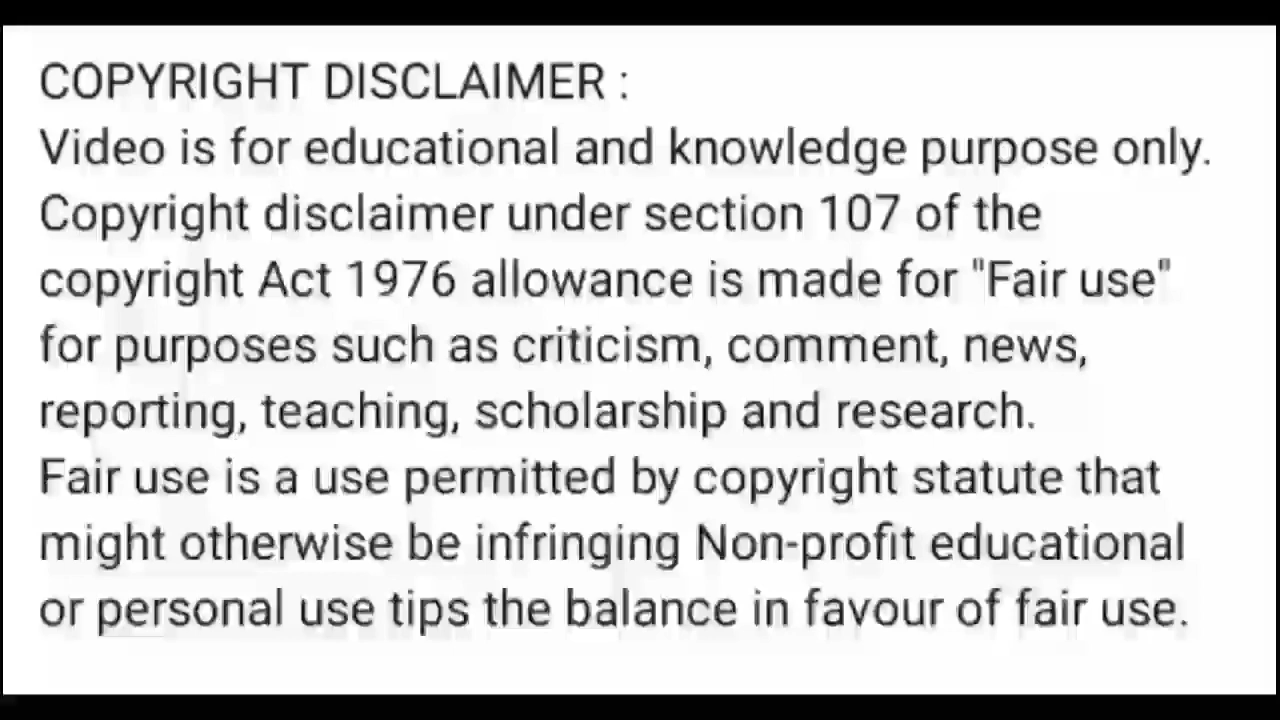 COPYRIGHT DISCLAIMER :
Video is for educational and knowledge purpose only.
Copyright disclaimer under section 107 of the
copyright Act 1976 allowance is made for "Fair use"
for purposes such as criticism, comment, news,
reporting, teaching, scholarship and research.
Fair use is a use permitted by copyright statute that
might otherwise be infringing Non-profit educational
or personal use tips the balance in favour of fair use.